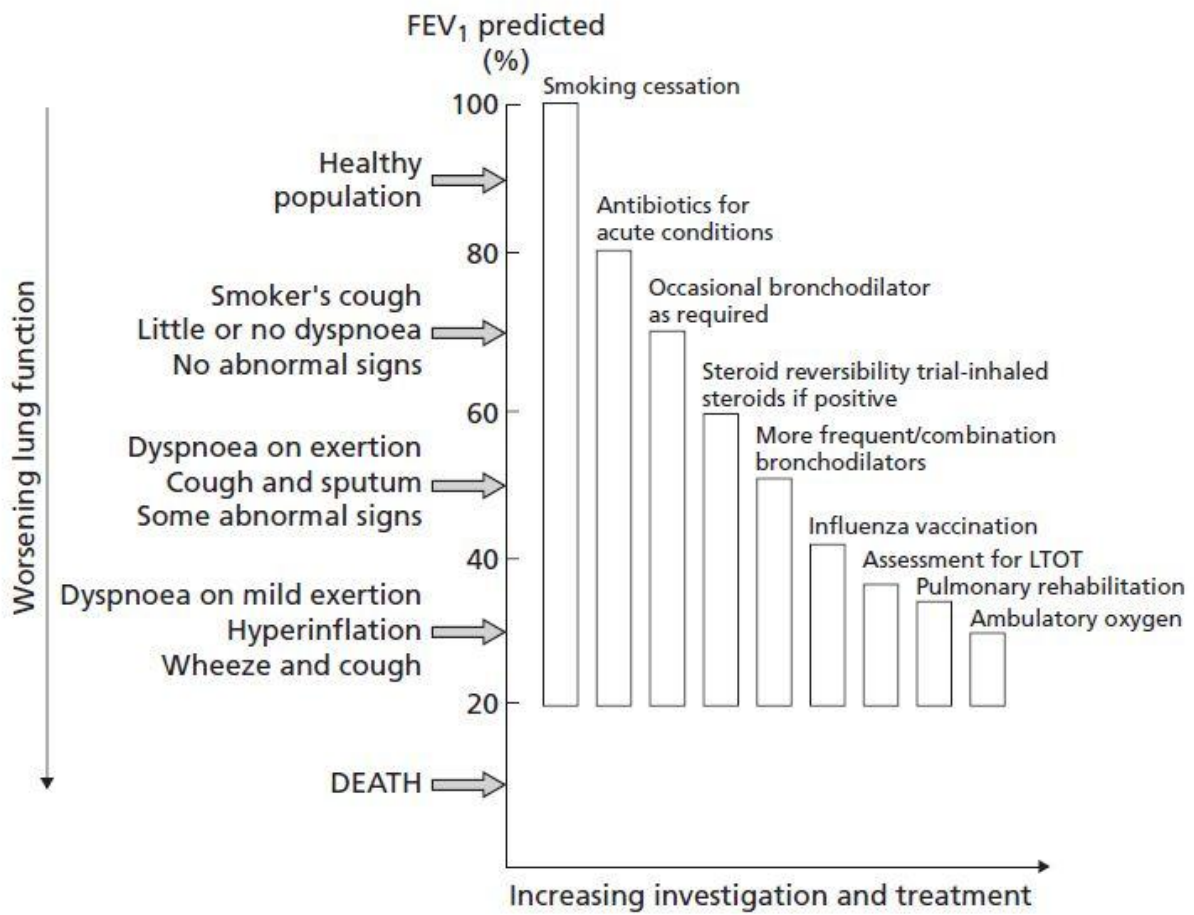 FEV1 predicted
(%)
Smoking cessation
100
Healthy
population
Antibiotics for
acute conditions
80
Occasional bronchodilator
as required
Smoker's cough
Little or no dyspnoea
No abnormal signs
Steroid reversibility trial-inhaled
steroids if positive
60
More frequent/combination
bronchodilators
Dyspnoea on exertion
Cough and sputum
Some abnormal signs
Influenza vaccination
40
Assessment for LTOT
Pulmonary rehabilitation
Ambulatory oxygen
Dyspnoea on mild exertion
Hyperinflation
Wheeze and cough
20
DEATH
Worsening lung function
Increasing investigation and treatment